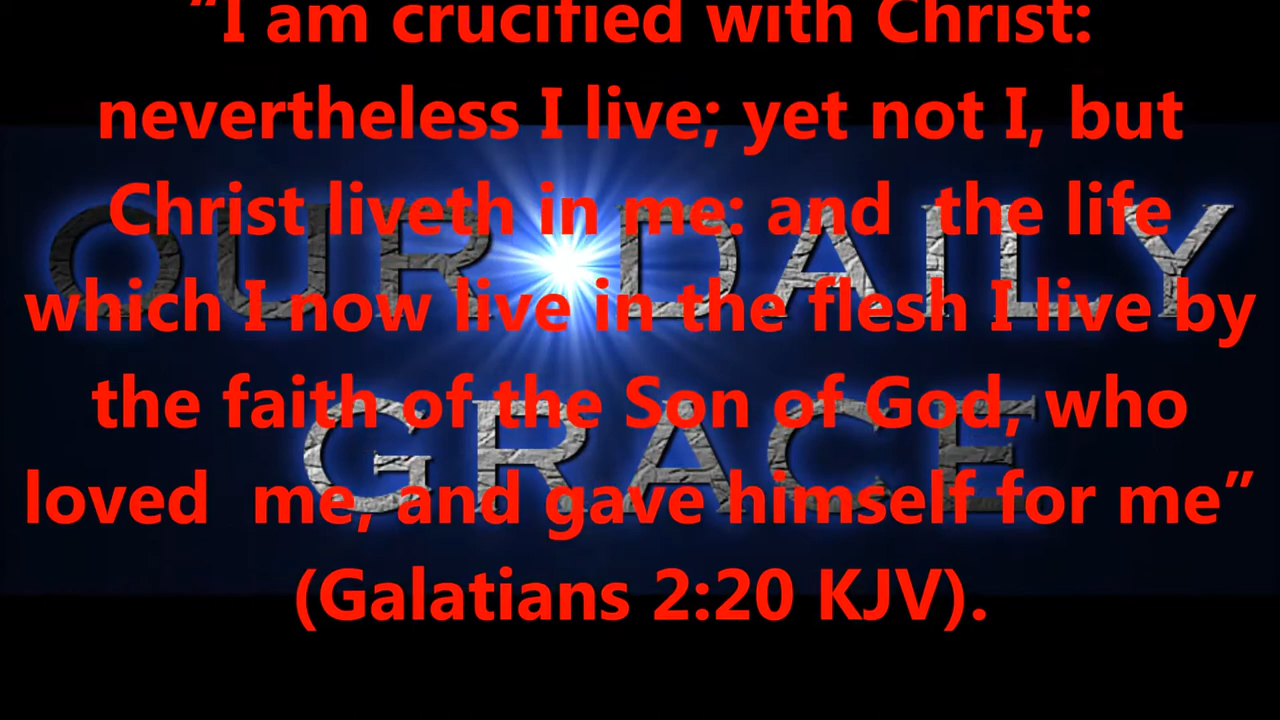 “I am crucified with Christ:
nevertheless I live; yet not I, but
Christ liveth in me: and  the life
OUR DAILY
which I now live in the flesh I live by
the faith of the Son of God, who
GRACE
loved  me, and gave himself for me”
(Galatians 2:20 KJV).